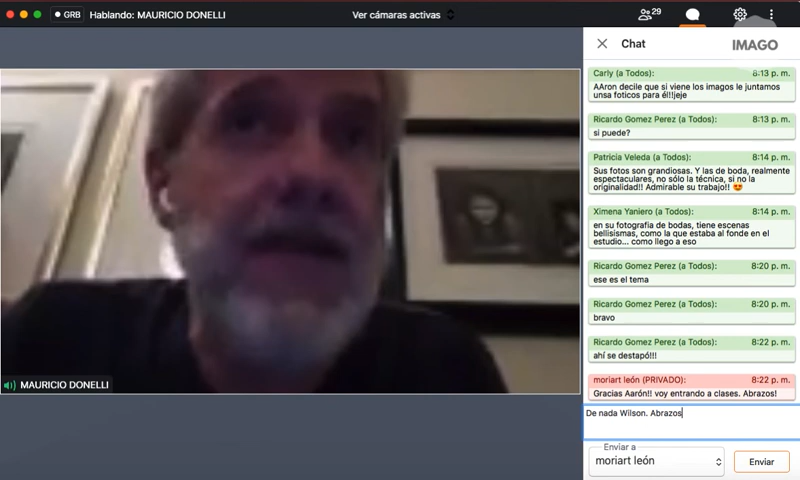 GRB
Hablando: MAURICIO DONELLI
Ver cámaras activas
29
Chat
IMAGO
Carly (a Todos): 8:13 p. m.
AAron decile que si viene los imagos le juntamos
unsa foticos para él!!jeje
Ricardo Gomez Perez (a Todos): 8:13 p. m.
si puede?
Patricia Veleda (a Todos): 8:14 p. m.
Sus fotos son grandiosas. Y las de boda, realmente
espectaculares, no sólo la técnica, si no la
originalidad!! Admirable su trabajo!! 😍
Ximena Yaniero (a Todos): 8:14 p. m.
en su fotografia de bodas, tiene escenas
bellisismas, como la que estaba al fonde en el
estudio... como llego a eso
Ricardo Gomez Perez (a Todos): 8:20 p. m.
ese es el tema
Ricardo Gomez Perez (a Todos): 8:20 p. m.
bravo
Ricardo Gomez Perez (a Todos): 8:22 p. m.
ahí se destapó!!!
moriart león (PRIVADO): 8:22 p. m.
Gracias Aarón!! voy entrando a clases. Abrazos!
De nada Wilson. Abrazos
Enviar a
moriart león
Enviar
MAURICIO DONELLI